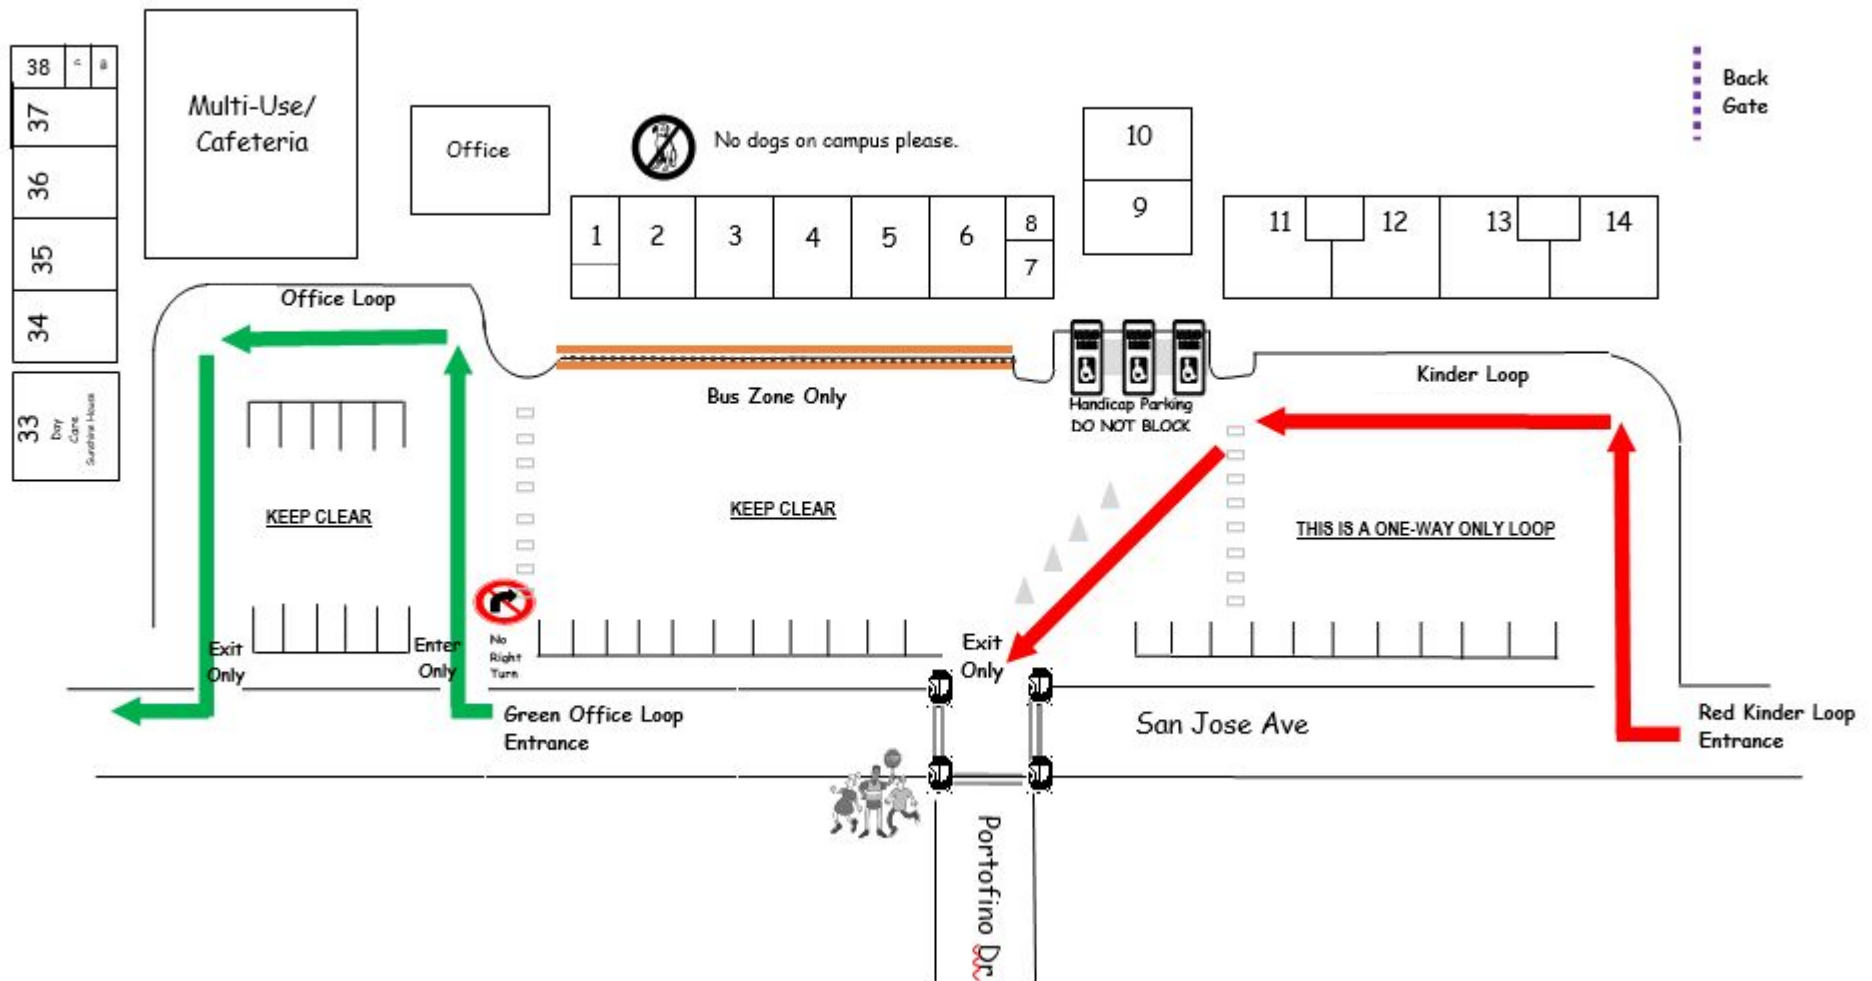 38
C
B
37
36
35
34
33
Day
Care
Sunshine House
Multi-Use/
Cafeteria
Office
No dogs on campus please.
1
2
3
4
5
6
8
7
10
9
11
12
13
14
Back
Gate
Office Loop
Bus Zone Only
Handicap Parking
DO NOT BLOCK
Kinder Loop
KEEP CLEAR
KEEP CLEAR
THIS IS A ONE-WAY ONLY LOOP
Exit
Only
Enter
Only
No
Right
Turn
Exit
Only
Green Office Loop
Entrance
San Jose Ave
Red Kinder Loop
Entrance
Portofino Dr